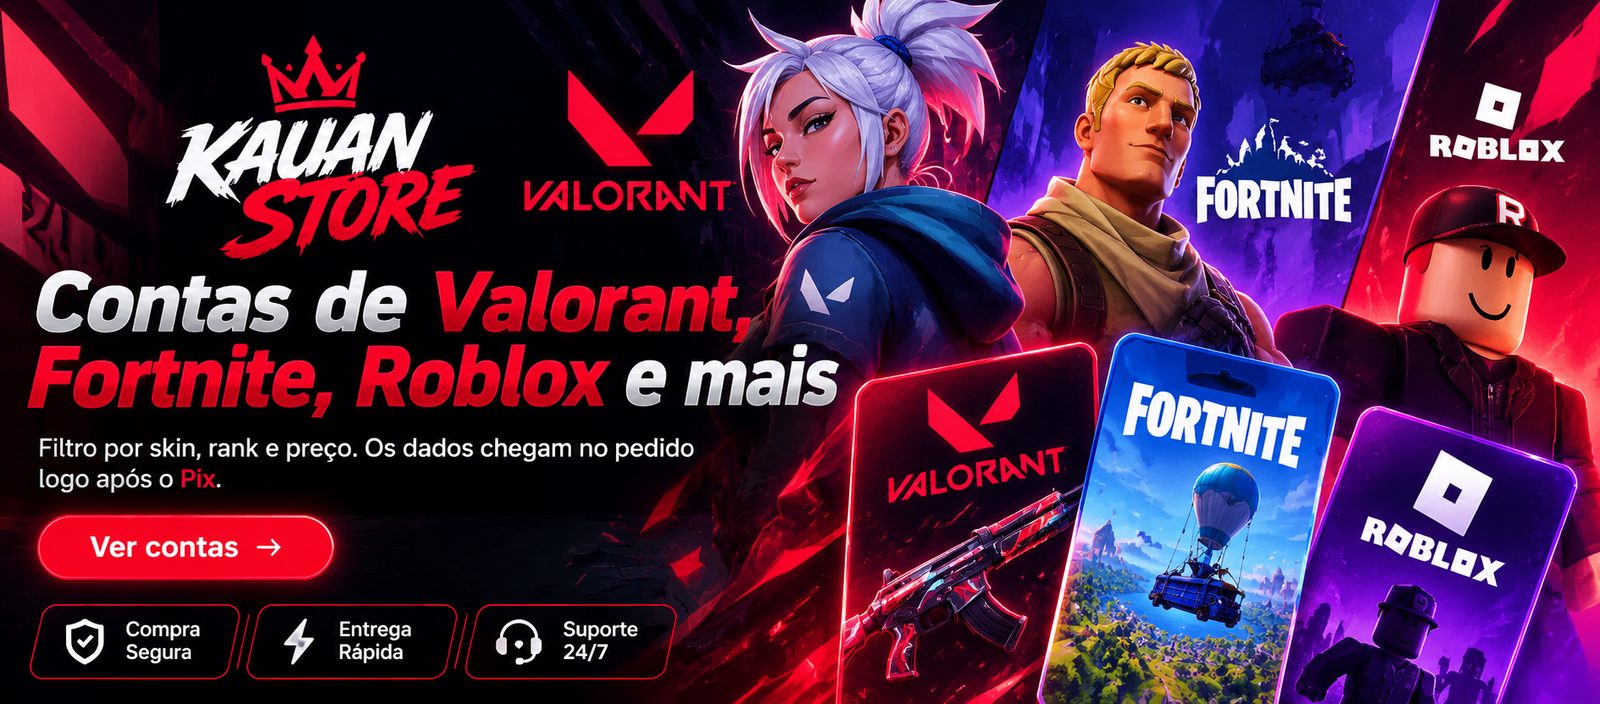 KAUAN
STORE
VALORANT
FORTNITE
ROBLOX
R
Contas de Valorant,
Fortnite, Roblox e mais
Filtro por skin, rank e preço. Os dados chegam no pedido
logo após o Pix.
Ver contas →
Compra
Segura
Entrega
Rápida
Suporte
24/7
VALORANT
FORTNITE
ROBLOX